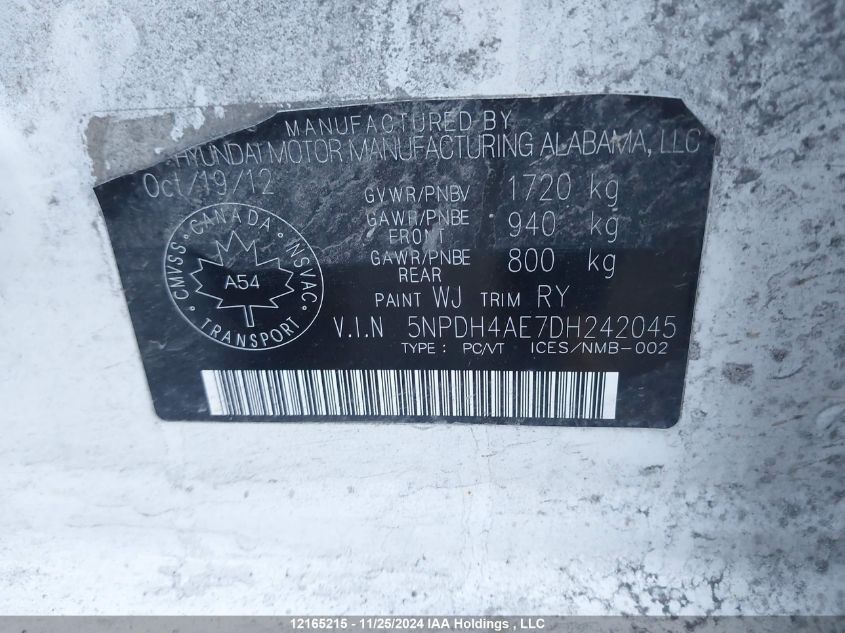 MANUFACTURED BY
HYUNDAI MOTOR MANUFACTURING ALABAMA, LLC
Oct/19/12
GVWR/PNBV 1720 kg
GAWR/PNBE FRONT 940 kg
GAWR/PNBE REAR 800 kg
PAINT WJ TRIM RY
V.I.N 5NPDH4AE7DH242045
TYPE: PC/VT ICES/NMB-002
CMVSS • CANADA • INSVAC • TRANSPORT
A54
12165215 - 11/25/2024 IAA Holdings , LLC